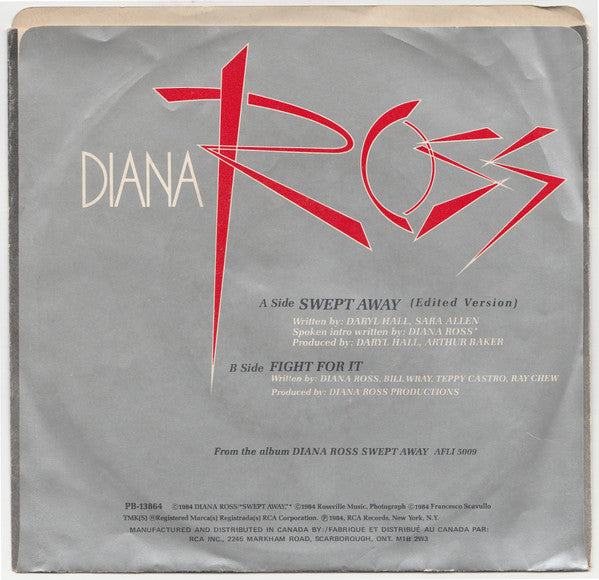 DIANA ROSS
A Side SWEPT AWAY (Edited Version)
Written by: DARYL HALL, SARA ALLEN
Spoken intro written by: DIANA ROSS*
Produced by: DARYL HALL, ARTHUR BAKER
B Side FIGHT FOR IT
Written by: DIANA ROSS, BILL WRAY, TEPPY CASTRO, RAY CHEW
Produced by: DIANA ROSS PRODUCTIONS
From the album DIANA ROSS SWEPT AWAY AFLI 5009
PB-13864 ©1984 DIANA ROSS/"SWEPT AWAY,"* ©1984 Rossville Music. Photograph ©1984 Francesco Scavullo
TMK(S) ®Registered Marca(s) Registrada(s) RCA Corporation. ℗1984, RCA Records, New York, N.Y.
MANUFACTURED AND DISTRIBUTED IN CANADA BY:/FABRIQUE ET DISTRIBUÉ AU CANADA PAR:
RCA INC., 2245 MARKHAM ROAD, SCARBOROUGH, ONT. M1B 2W3